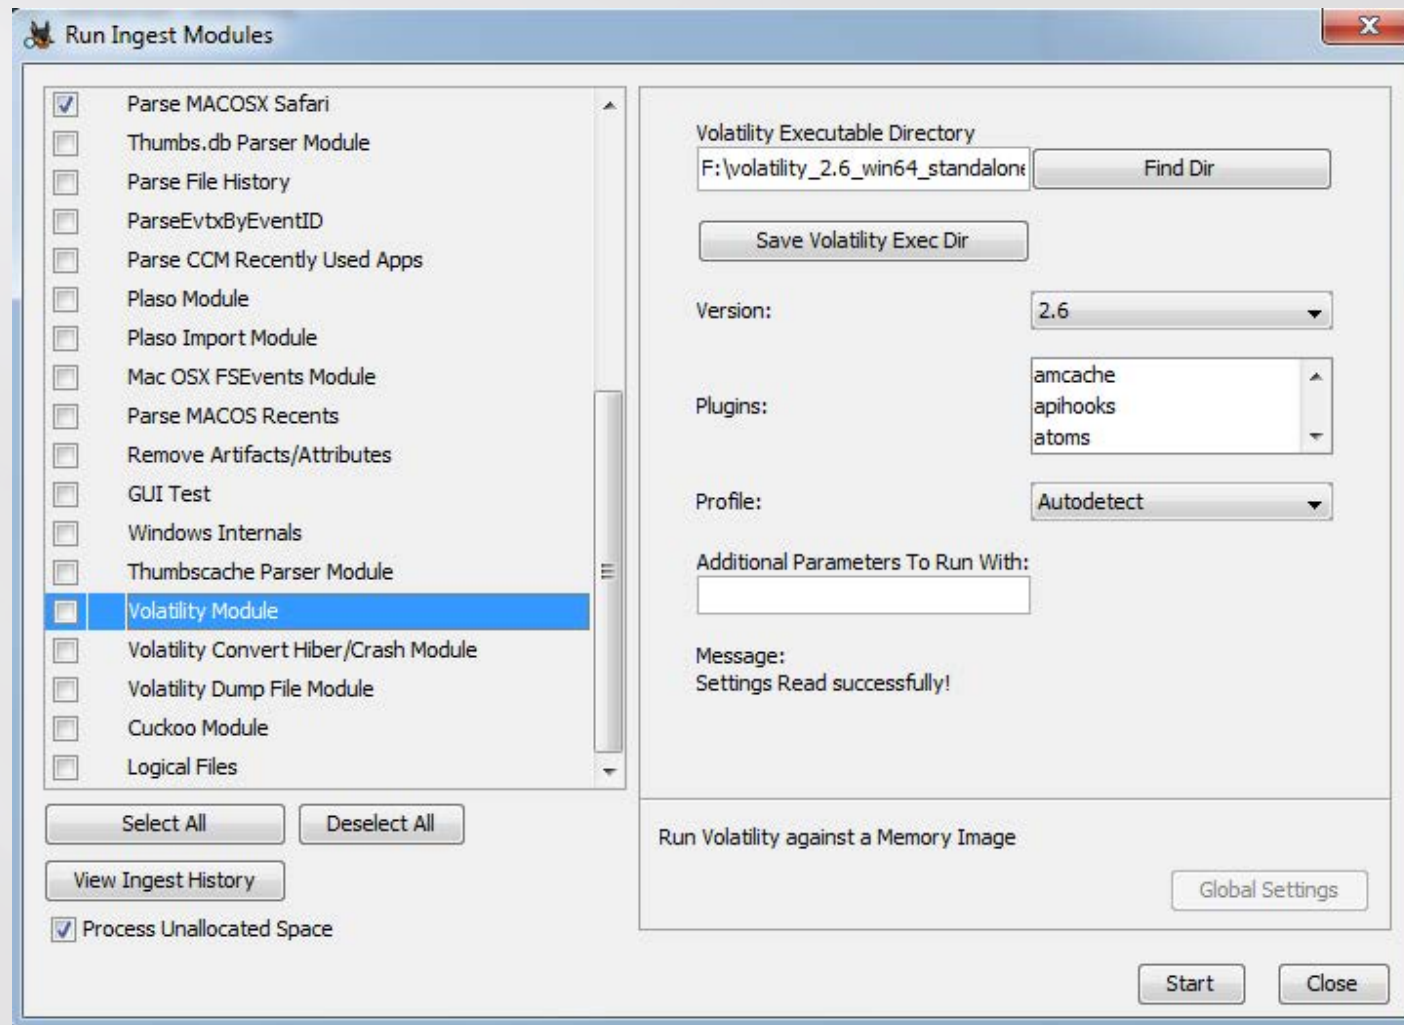 Run Ingest Modules
Parse MACOSX Safari
Thumbs.db Parser Module
Parse File History
ParseEvtxByEventID
Parse CCM Recently Used Apps
Plaso Module
Plaso Import Module
Mac OSX FSEvents Module
Parse MACOS Recents
Remove Artifacts/Attributes
GUI Test
Windows Internals
Thumbscache Parser Module
Volatility Module
Volatility Convert Hiber/Crash Module
Volatility Dump File Module
Cuckoo Module
Logical Files
Select All
Deselect All
View Ingest History
Process Unallocated Space
Volatility Executable Directory
F:\volatility_2.6_win64_standalone
Find Dir
Save Volatility Exec Dir
Version:
2.6
Plugins:
amcache
apihooks
atoms
Profile:
Autodetect
Additional Parameters To Run With:
Message:
Settings Read successfully!
Run Volatility against a Memory Image
Global Settings
Start
Close